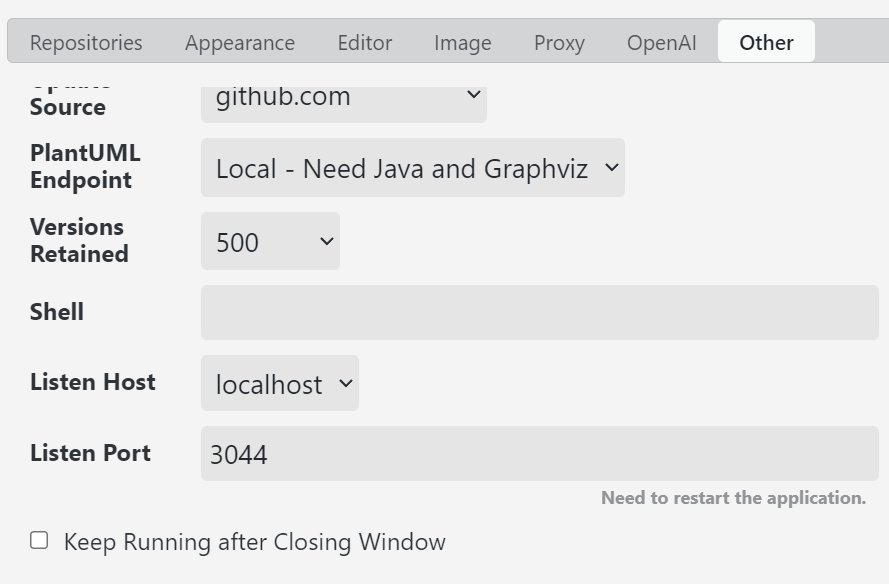 Repositories Appearance Editor Image Proxy OpenAI Other
Source github.com
PlantUML
Endpoint
Local - Need Java and Graphviz
Versions
Retained
500
Shell
Listen Host localhost
Listen Port 3044
Need to restart the application.
Keep Running after Closing Window